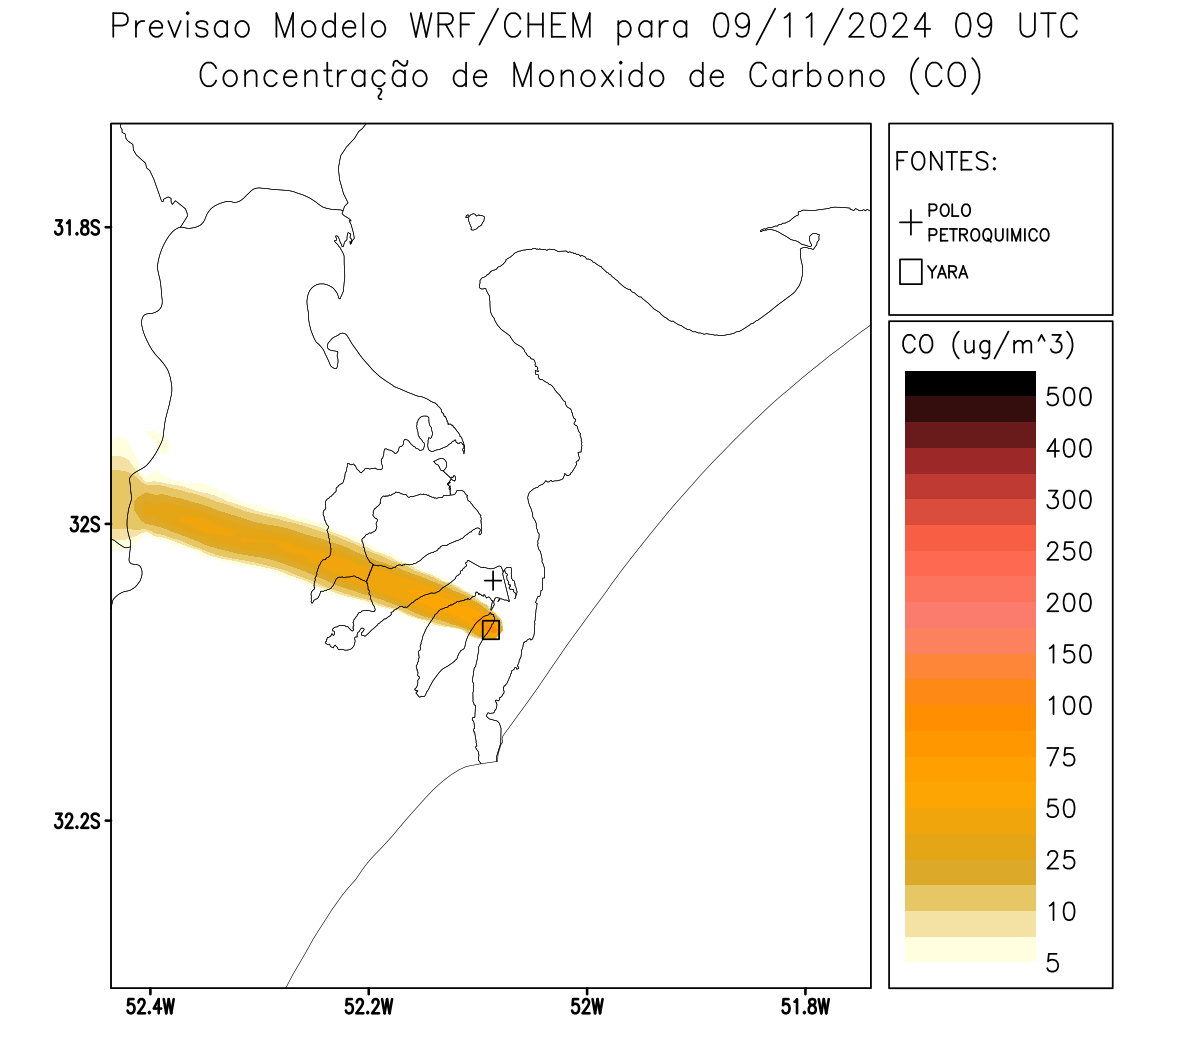 Previsao Modelo WRF/CHEM para 09/11/2024 09 UTC
Concentração de Monoxido de Carbono (CO)
FONTES:
POLO
PETROQUIMICO
YARA
CO (ug/m^3)
500
400
300
250
200
150
100
75
50
25
10
5
31.8S
32S
32.2S
52.4W
52.2W
52W
51.8W